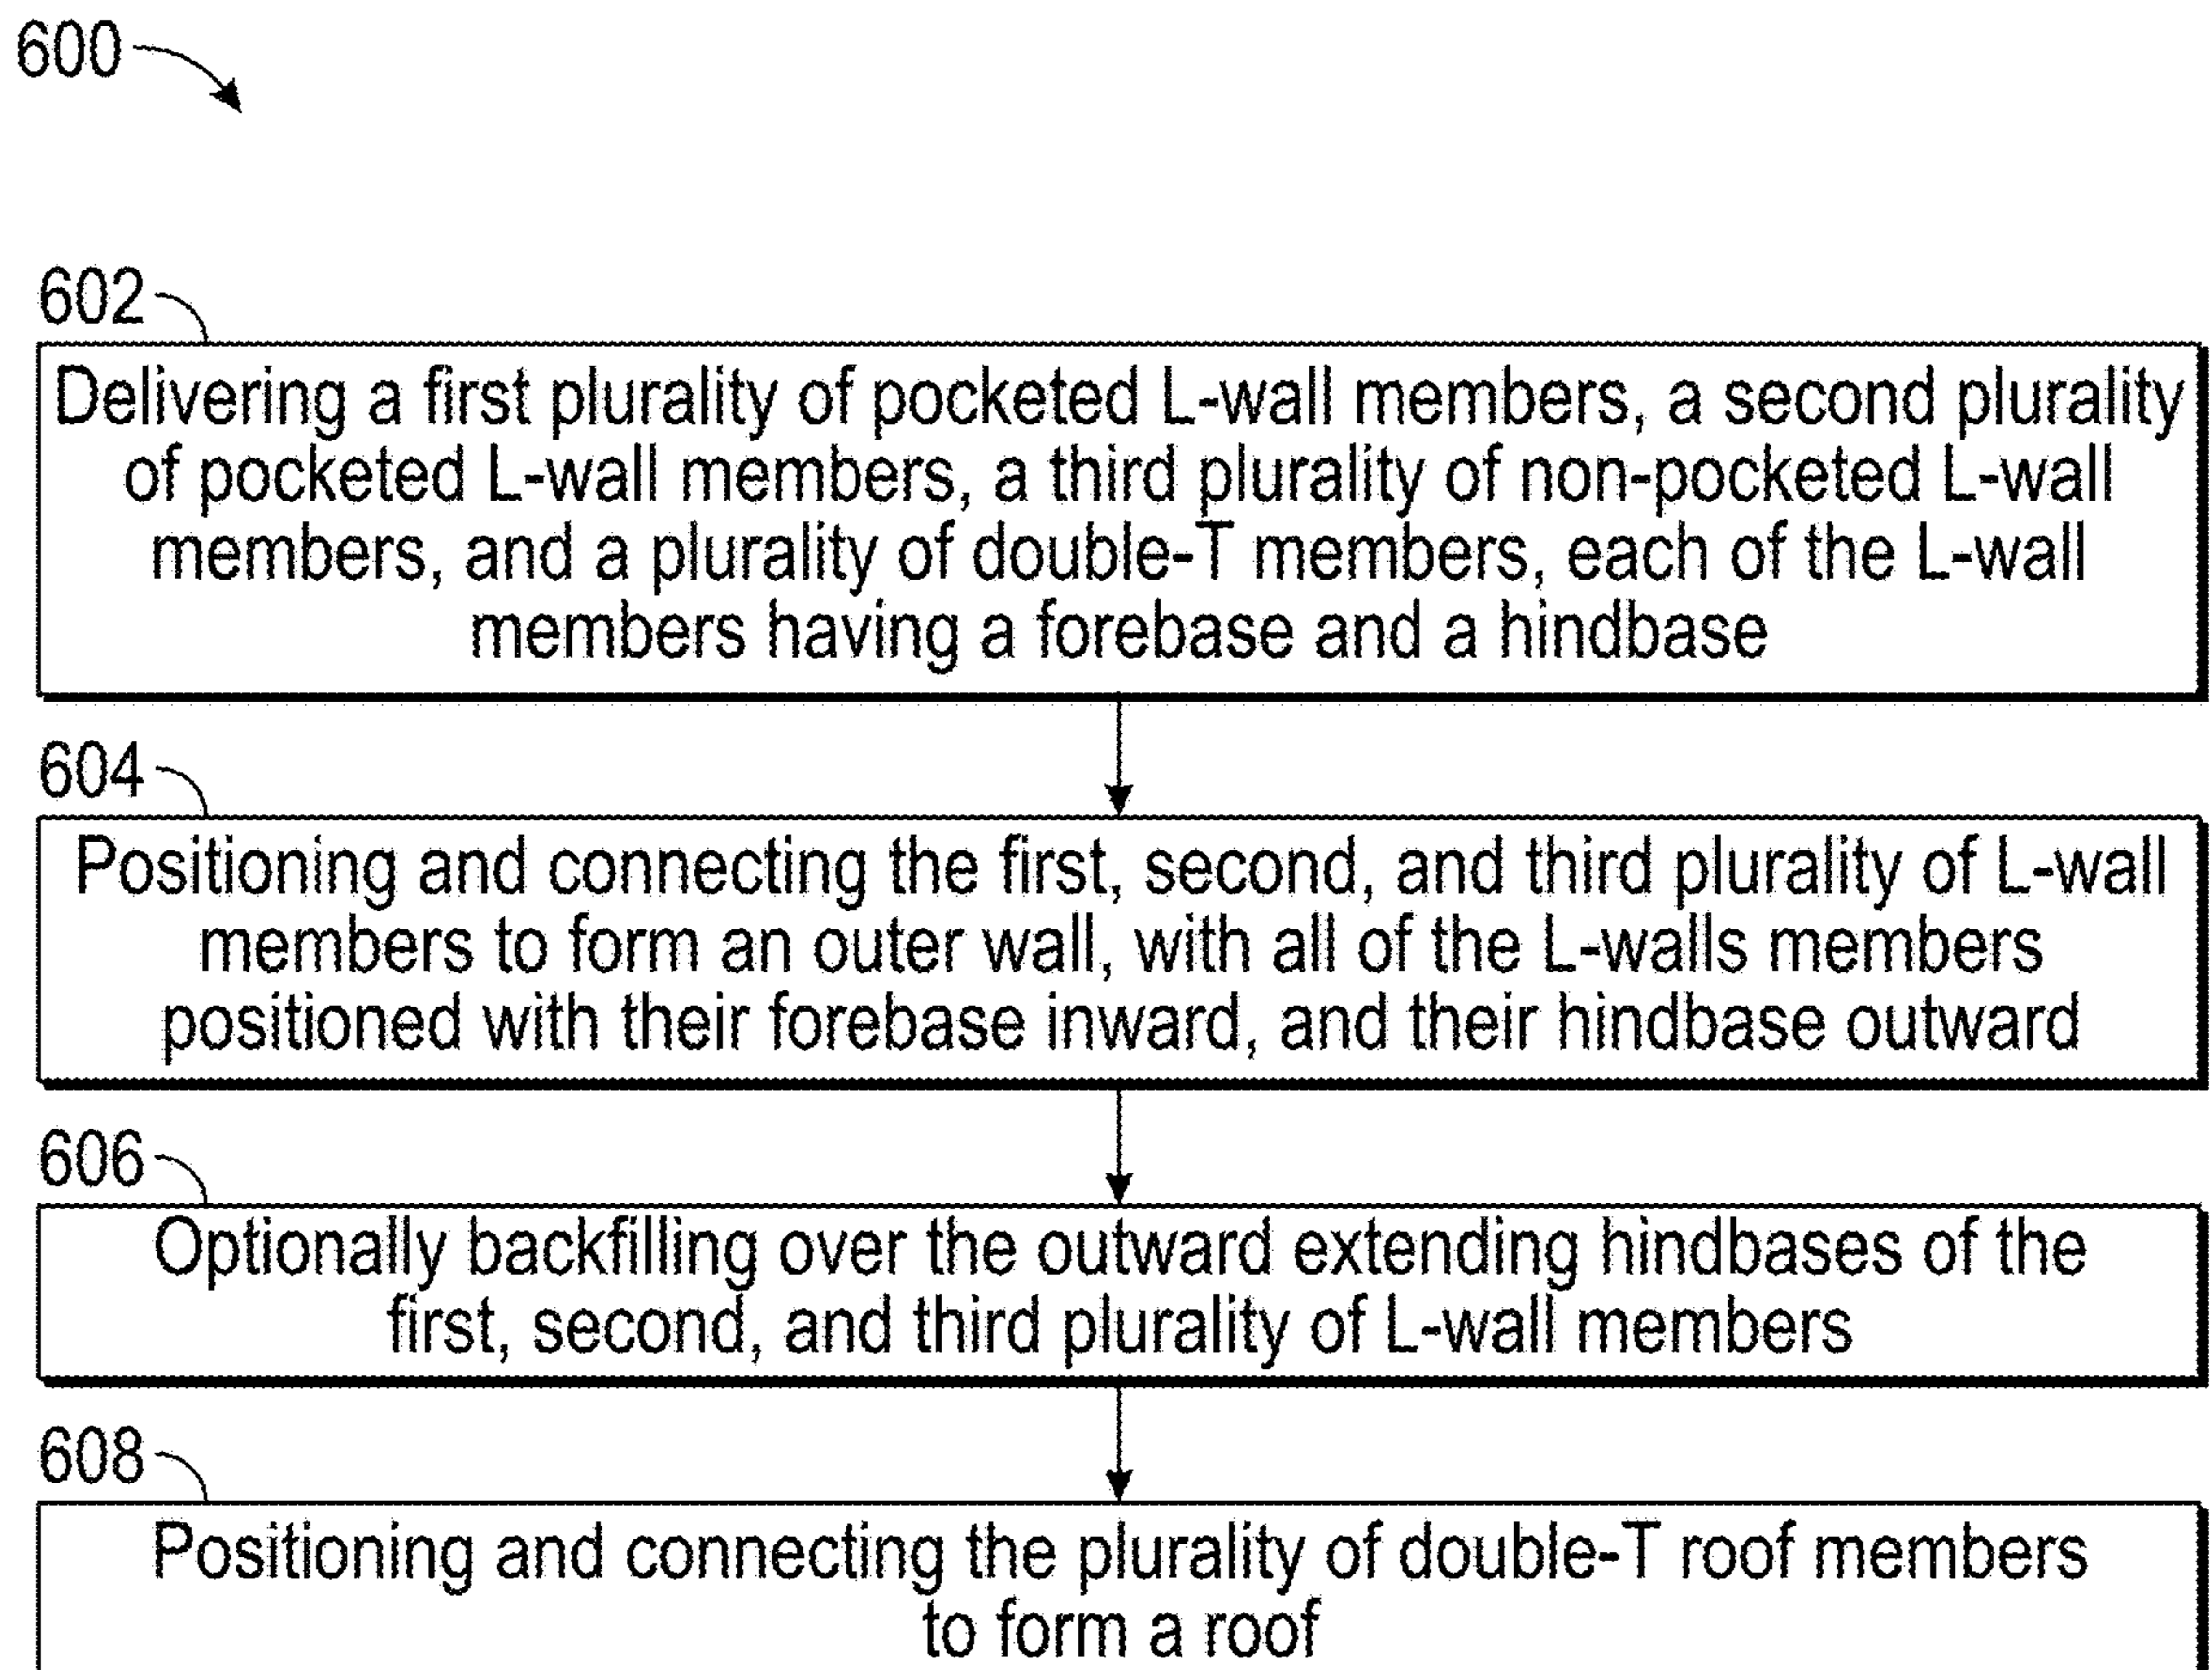 600
602
Delivering a first plurality of pocketed L-wall members, a second plurality
of pocketed L-wall members, a third plurality of non-pocketed L-wall
members, and a plurality of double-T members, each of the L-wall
members having a forebase and a hindbase
604
Positioning and connecting the first, second, and third plurality of L-wall
members to form an outer wall, with all of the L-walls members
positioned with their forebase inward, and their hindbase outward
606
Optionally backfilling over the outward extending hindbases of the
first, second, and third plurality of L-wall members
608
Positioning and connecting the plurality of double-T roof members
to form a roof